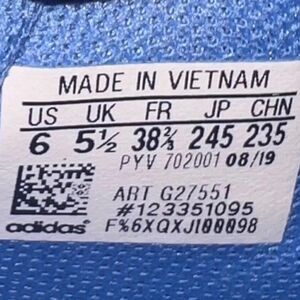 MADE IN VIETNAM
US UK FR JP CHN
6 5½ 38⅔ 245 235
PYV 702001 08/19
ART G27551
#123351095
adidas F%6XQXJI00098